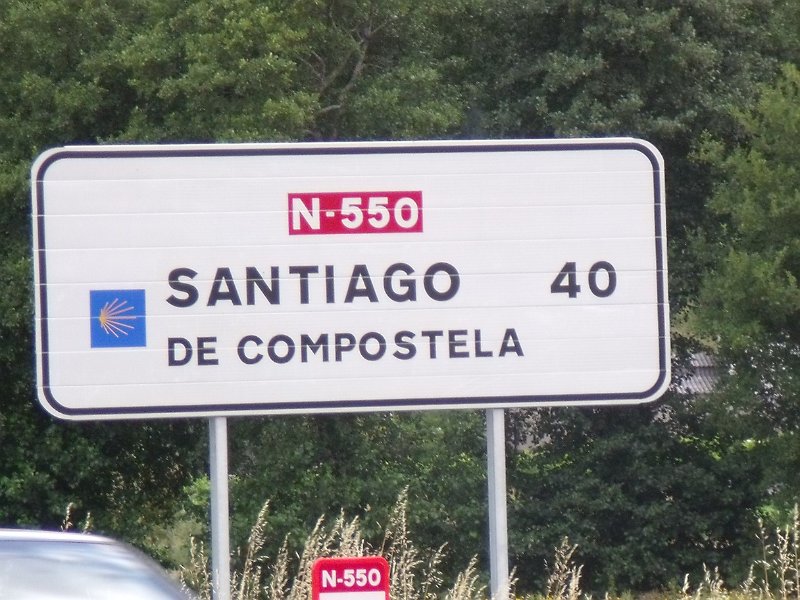 N-550
SANTIAGO 40
DE COMPOSTELA
N-550